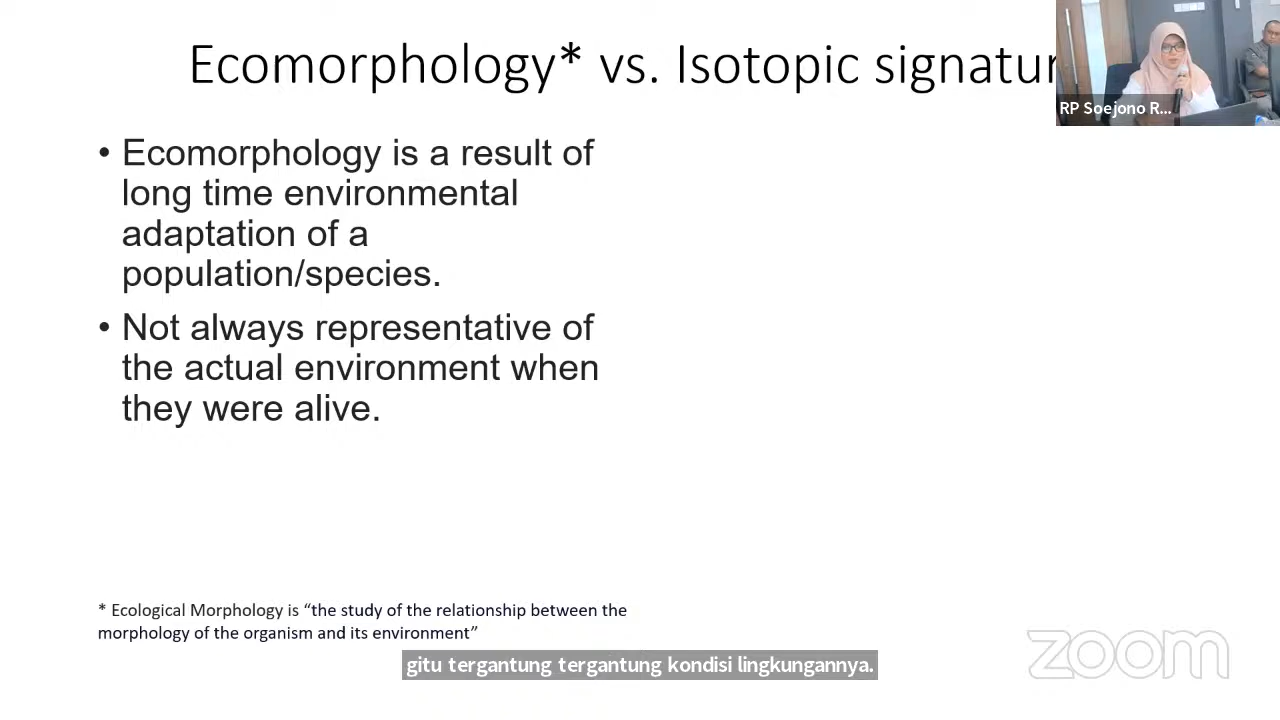 Ecomorphology* vs. Isotopic signatur
RP Soejono R...
• Ecomorphology is a result of
long time environmental
adaptation of a
population/species.
• Not always representative of
the actual environment when
they were alive.
* Ecological Morphology is “the study of the relationship between the
morphology of the organism and its environment”
gitu tergantung tergantung kondisi lingkungannya.
zoom